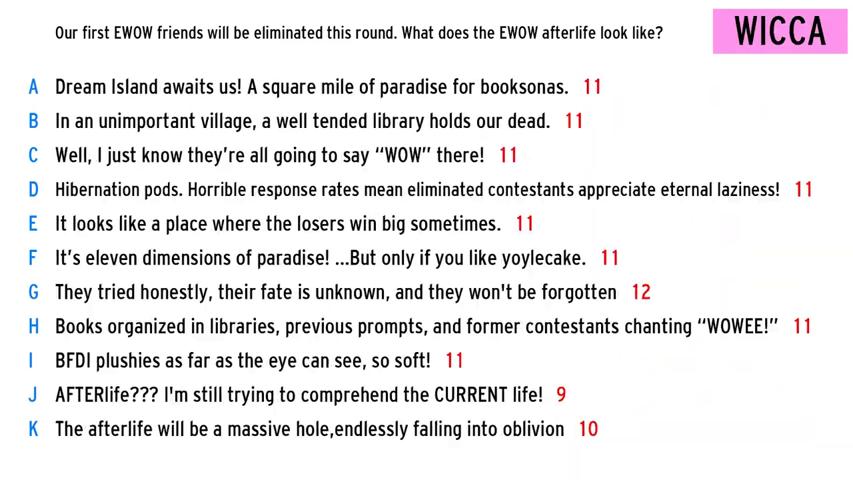 Our first EWOW friends will be eliminated this round. What does the EWOW afterlife look like?
WICCA
A Dream Island awaits us! A square mile of paradise for booksonas. 11
B In an unimportant village, a well tended library holds our dead. 11
C Well, I just know they're all going to say “WOW” there! 11
D Hibernation pods. Horrible response rates mean eliminated contestants appreciate eternal laziness! 11
E It looks like a place where the losers win big sometimes. 11
F It's eleven dimensions of paradise! ...But only if you like yoylecake. 11
G They tried honestly, their fate is unknown, and they won't be forgotten 12
H Books organized in libraries, previous prompts, and former contestants chanting “WOWEE!” 11
I BFDI plushies as far as the eye can see, so soft! 11
J AFTERlife??? I'm still trying to comprehend the CURRENT life! 9
K The afterlife will be a massive hole,endlessly falling into oblivion 10